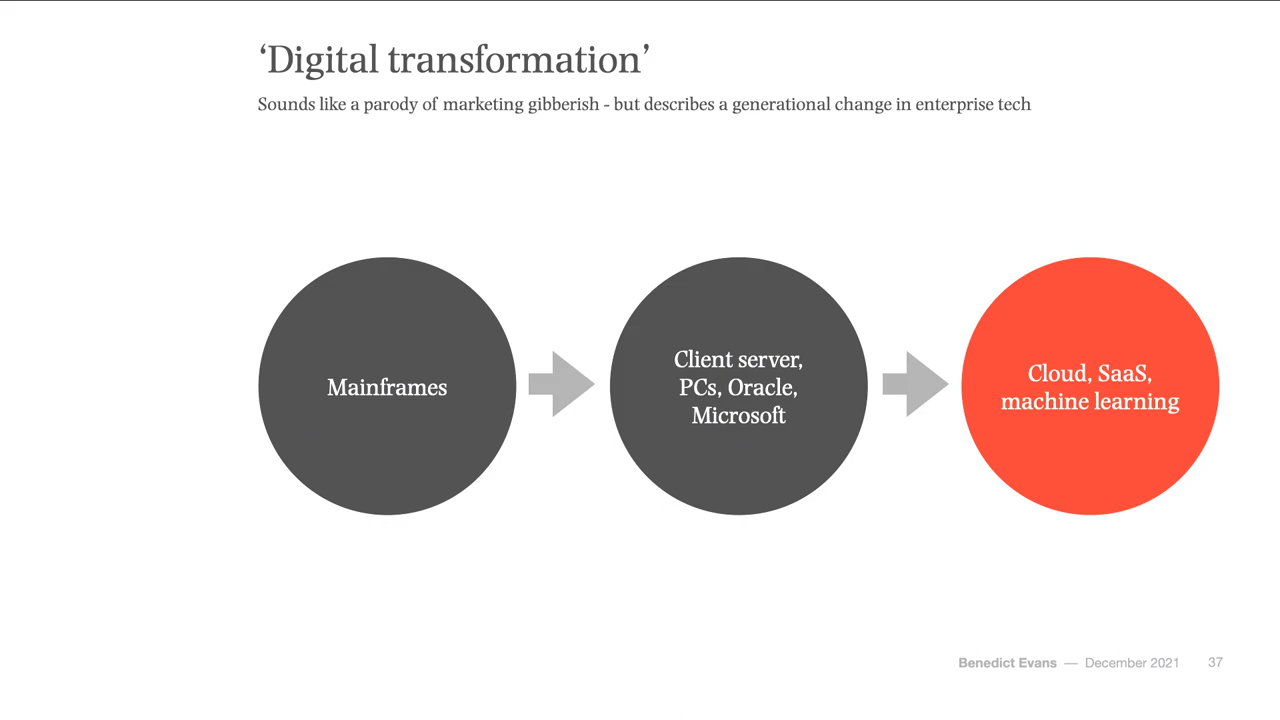 ‘Digital transformation’
Sounds like a parody of marketing gibberish - but describes a generational change in enterprise tech
Mainframes
Client server,
PCs, Oracle,
Microsoft
Cloud, SaaS,
machine learning
Benedict Evans — December 2021 37